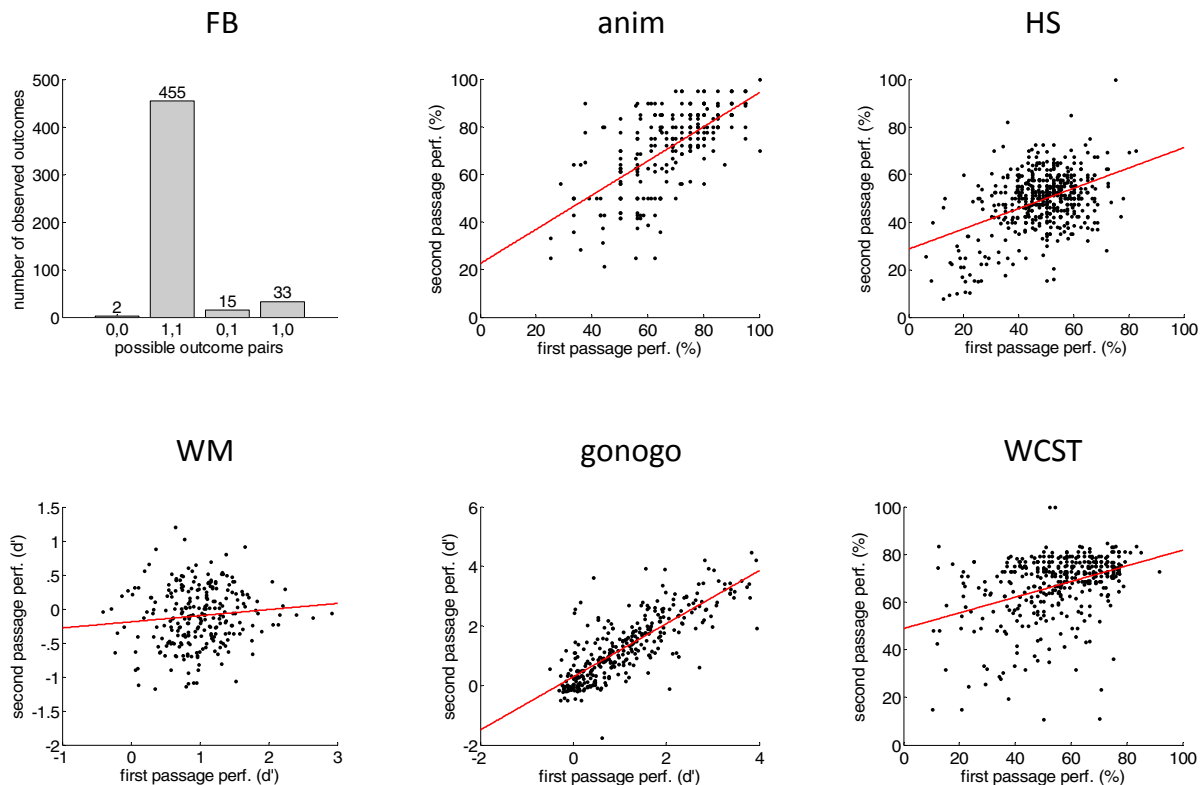 FB
500
400
300
200
100
0
number of observed outcomes
2
455
15
33
0,0 1,1 0,1 1,0
possible outcome pairs
anim
100
80
60
40
20
0
second passage perf. (%)
0 20 40 60 80 100
first passage perf. (%)
HS
100
80
60
40
20
0
second passage perf. (%)
0 20 40 60 80 100
first passage perf. (%)
WM
1.5
1
0.5
0
-0.5
-1
-1.5
-2
second passage perf. (d')
-1 0 1 2 3
first passage perf. (d')
gonogo
6
4
2
0
-2
second passage perf. (d')
-2 0 2 4
first passage perf. (d')
WCST
100
80
60
40
20
0
second passage perf. (%)
0 20 40 60 80 100
first passage perf. (%)